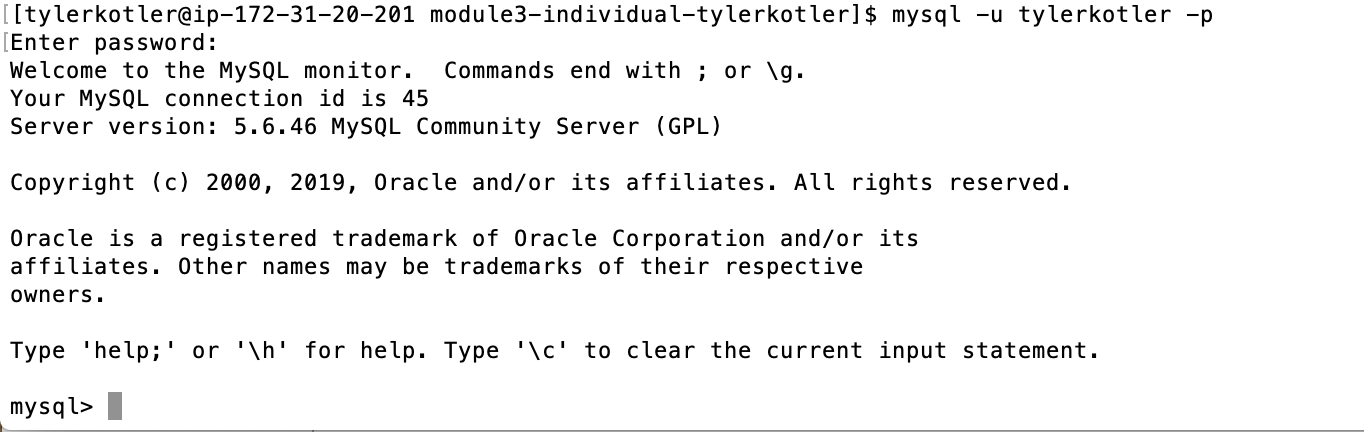 [[tylerkotler@ip-172-31-20-201 module3-individual-tylerkotler]$ mysql -u tylerkotler -p
[Enter password:
Welcome to the MySQL monitor.  Commands end with ; or \g.
Your MySQL connection id is 45
Server version: 5.6.46 MySQL Community Server (GPL)
Copyright (c) 2000, 2019, Oracle and/or its affiliates. All rights reserved.
Oracle is a registered trademark of Oracle Corporation and/or its
affiliates. Other names may be trademarks of their respective
owners.
Type 'help;' or '\h' for help. Type '\c' to clear the current input statement.
mysql>